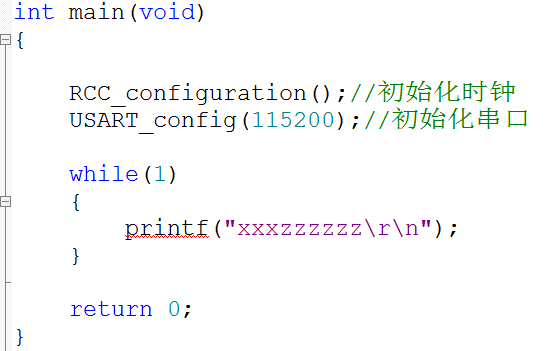 int main(void)
{
RCC_configuration();//初始化时钟
USART_config(115200);//初始化串口
while(1)
{
printf("xxxzzzzzz\r\n");
}
return 0;
}